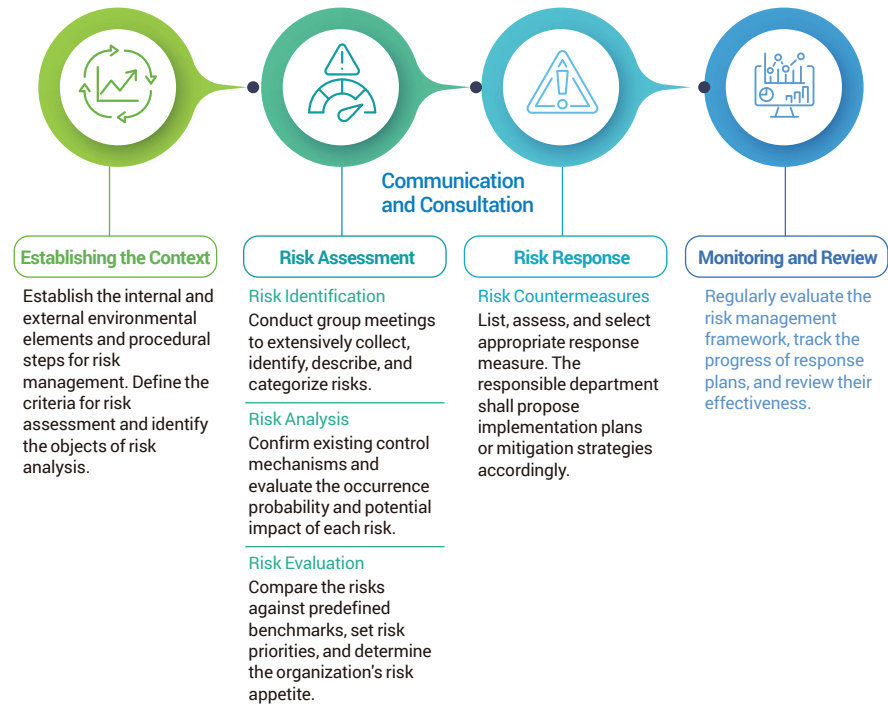 Communication
and Consultation
Establishing the Context
Establish the internal and
external environmental
elements and procedural
steps for risk
management. Define the
criteria for risk
assessment and identify
the objects of risk
analysis.
Risk Assessment
Risk Identification
Conduct group meetings
to extensively collect,
identify, describe, and
categorize risks.
Risk Analysis
Confirm existing control
mechanisms and
evaluate the occurrence
probability and potential
impact of each risk.
Risk Evaluation
Compare the risks
against predefined
benchmarks, set risk
priorities, and determine
the organization's risk
appetite.
Risk Response
Risk Countermeasures
List, assess, and select
appropriate response
measure. The
responsible department
shall propose
implementation plans
or mitigation strategies
accordingly.
Monitoring and Review
Regularly evaluate the
risk management
framework, track the
progress of response
plans, and review their
effectiveness.